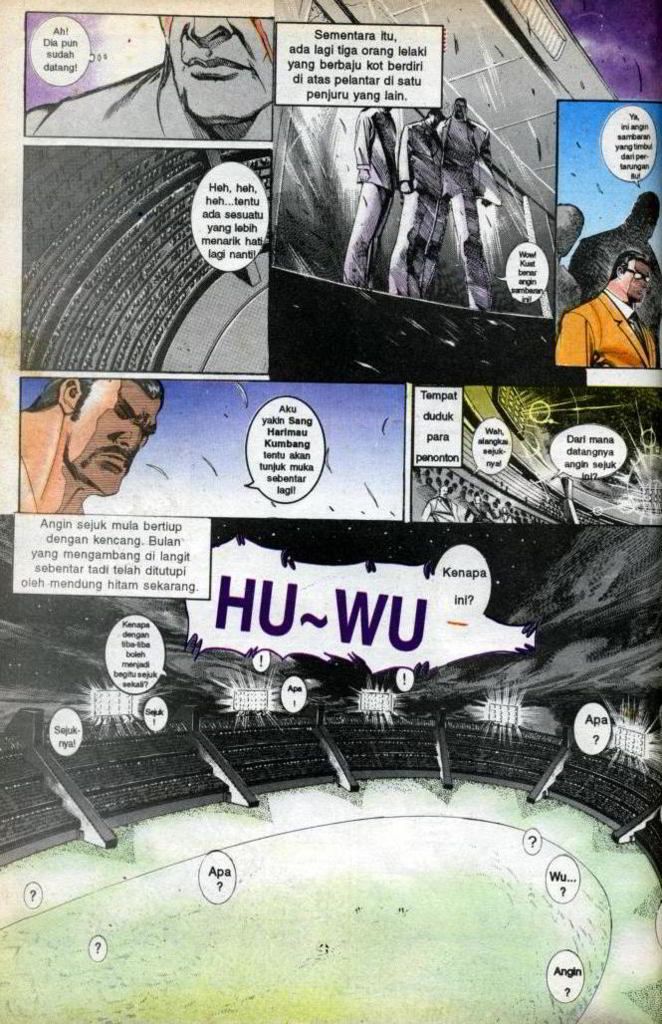 Ah!
Dia pun
sudah
datang!
Sementara itu,
ada lagi tiga orang lelaki
yang berbaju kot berdiri
di atas pelantar di satu
penjuru yang lain.
Ya,
ini angin
sambaran
yang timbul
dari per-
tarungan
itu!
Heh, heh,
heh...tentu
ada sesuatu
yang lebih
menarik hati
lagi nanti!
Wow!
Kuat
benar
angin
sambaran
ini!
Aku
yakin Sang
Harimau
Kumbang
tentu akan
tunjuk muka
sebentar
lagi!
Tempat
duduk
para
penonton
Wah,
alangkah
sejuk-
nya!
Dari mana
datangnya
angin sejuk
ini?
Angin sejuk mula bertiup
dengan kencang. Bulan
yang mengambang di langit
sebentar tadi telah ditutupi
oleh mendung hitam sekarang.
HU~WU
Kenapa
ini?
Kenapa
dengan
tiba-tiba
boleh
menjadi
begitu sejuk
sekali?
!
Apa
!
!
Sejuk
!
Sejuk-
nya!
Apa
?
?
Apa
?
?
Wu...
?
?
Angin
?